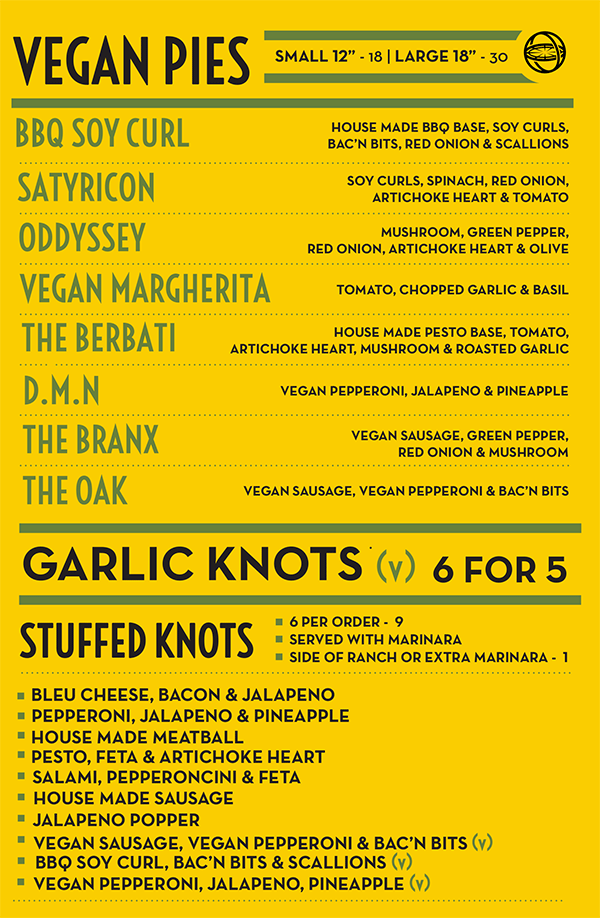 VEGAN PIES
SMALL 12” - 18 | LARGE 18” - 30
BBQ SOY CURL
HOUSE MADE BBQ BASE, SOY CURLS,
BAC’N BITS, RED ONION & SCALLIONS
SATYRICON
SOY CURLS, SPINACH, RED ONION,
ARTICHOKE HEART & TOMATO
ODDYSSEY
MUSHROOM, GREEN PEPPER,
RED ONION, ARTICHOKE HEART & OLIVE
VEGAN MARGHERITA
TOMATO, CHOPPED GARLIC & BASIL
THE BERBATI
HOUSE MADE PESTO BASE, TOMATO,
ARTICHOKE HEART, MUSHROOM & ROASTED GARLIC
D.M.N
VEGAN PEPPERONI, JALAPENO & PINEAPPLE
THE BRANX
VEGAN SAUSAGE, GREEN PEPPER,
RED ONION & MUSHROOM
THE OAK
VEGAN SAUSAGE, VEGAN PEPPERONI & BAC’N BITS
GARLIC KNOTS (v) 6 FOR 5
STUFFED KNOTS
6 PER ORDER - 9
SERVED WITH MARINARA
SIDE OF RANCH OR EXTRA MARINARA - 1
BLEU CHEESE, BACON & JALAPENO
PEPPERONI, JALAPENO & PINEAPPLE
HOUSE MADE MEATBALL
PESTO, FETA & ARTICHOKE HEART
SALAMI, PEPPERONCINI & FETA
HOUSE MADE SAUSAGE
JALAPENO POPPER
VEGAN SAUSAGE, VEGAN PEPPERONI & BAC’N BITS (v)
BBQ SOY CURL, BAC’N BITS & SCALLIONS (v)
VEGAN PEPPERONI, JALAPENO, PINEAPPLE (v)